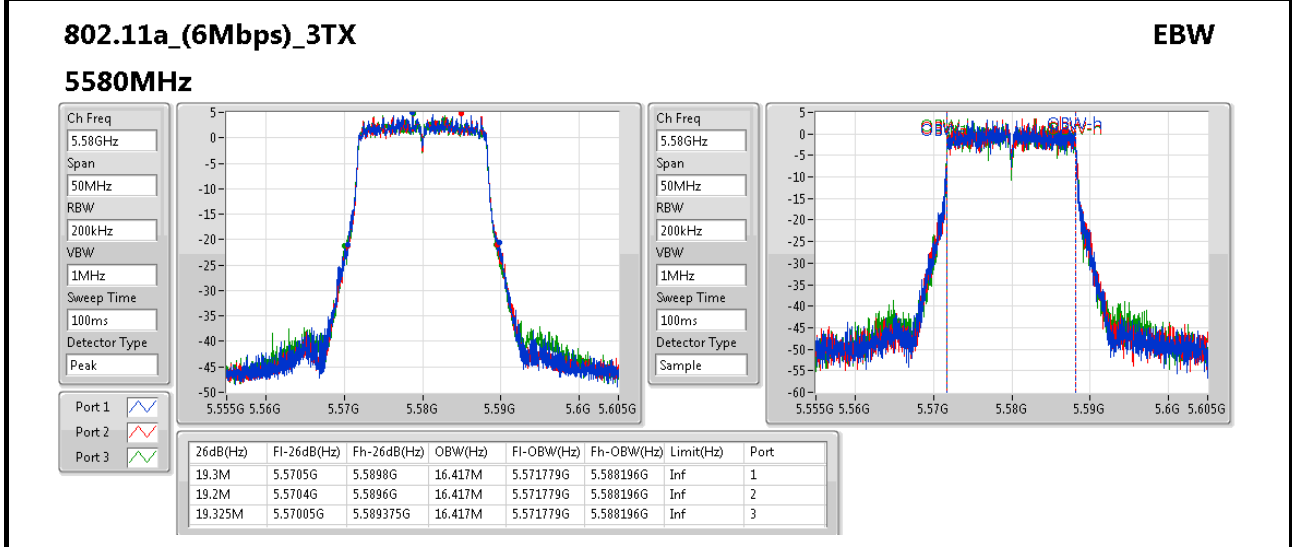 802.11a_(6Mbps)_3TX EBW
5580MHz
Ch Freq
5.58GHz
Span
50MHz
RBW
200kHz
VBW
1MHz
Sweep Time
100ms
Detector Type
Peak
5
0
-5
-10
-15
-20
-25
-30
-35
-40
-45
-50
5.555G 5.56G 5.57G 5.58G 5.59G 5.6G 5.605G
Ch Freq
5.58GHz
Span
50MHz
RBW
200kHz
VBW
1MHz
Sweep Time
100ms
Detector Type
Sample
5
0
-5
-10
-15
-20
-25
-30
-35
-40
-45
-50
-55
-60
OBW-h
5.555G 5.56G 5.57G 5.58G 5.59G 5.6G 5.605G
Port 1
Port 2
Port 3
26dB(Hz) Fl-26dB(Hz) Fh-26dB(Hz) OBW(Hz) Fl-OBW(Hz) Fh-OBW(Hz) Limit(Hz) Port
19.3M 5.5705G 5.5898G 16.417M 5.571779G 5.588196G Inf 1
19.2M 5.5704G 5.5896G 16.417M 5.571779G 5.588196G Inf 2
19.325M 5.57005G 5.589375G 16.417M 5.571779G 5.588196G Inf 3